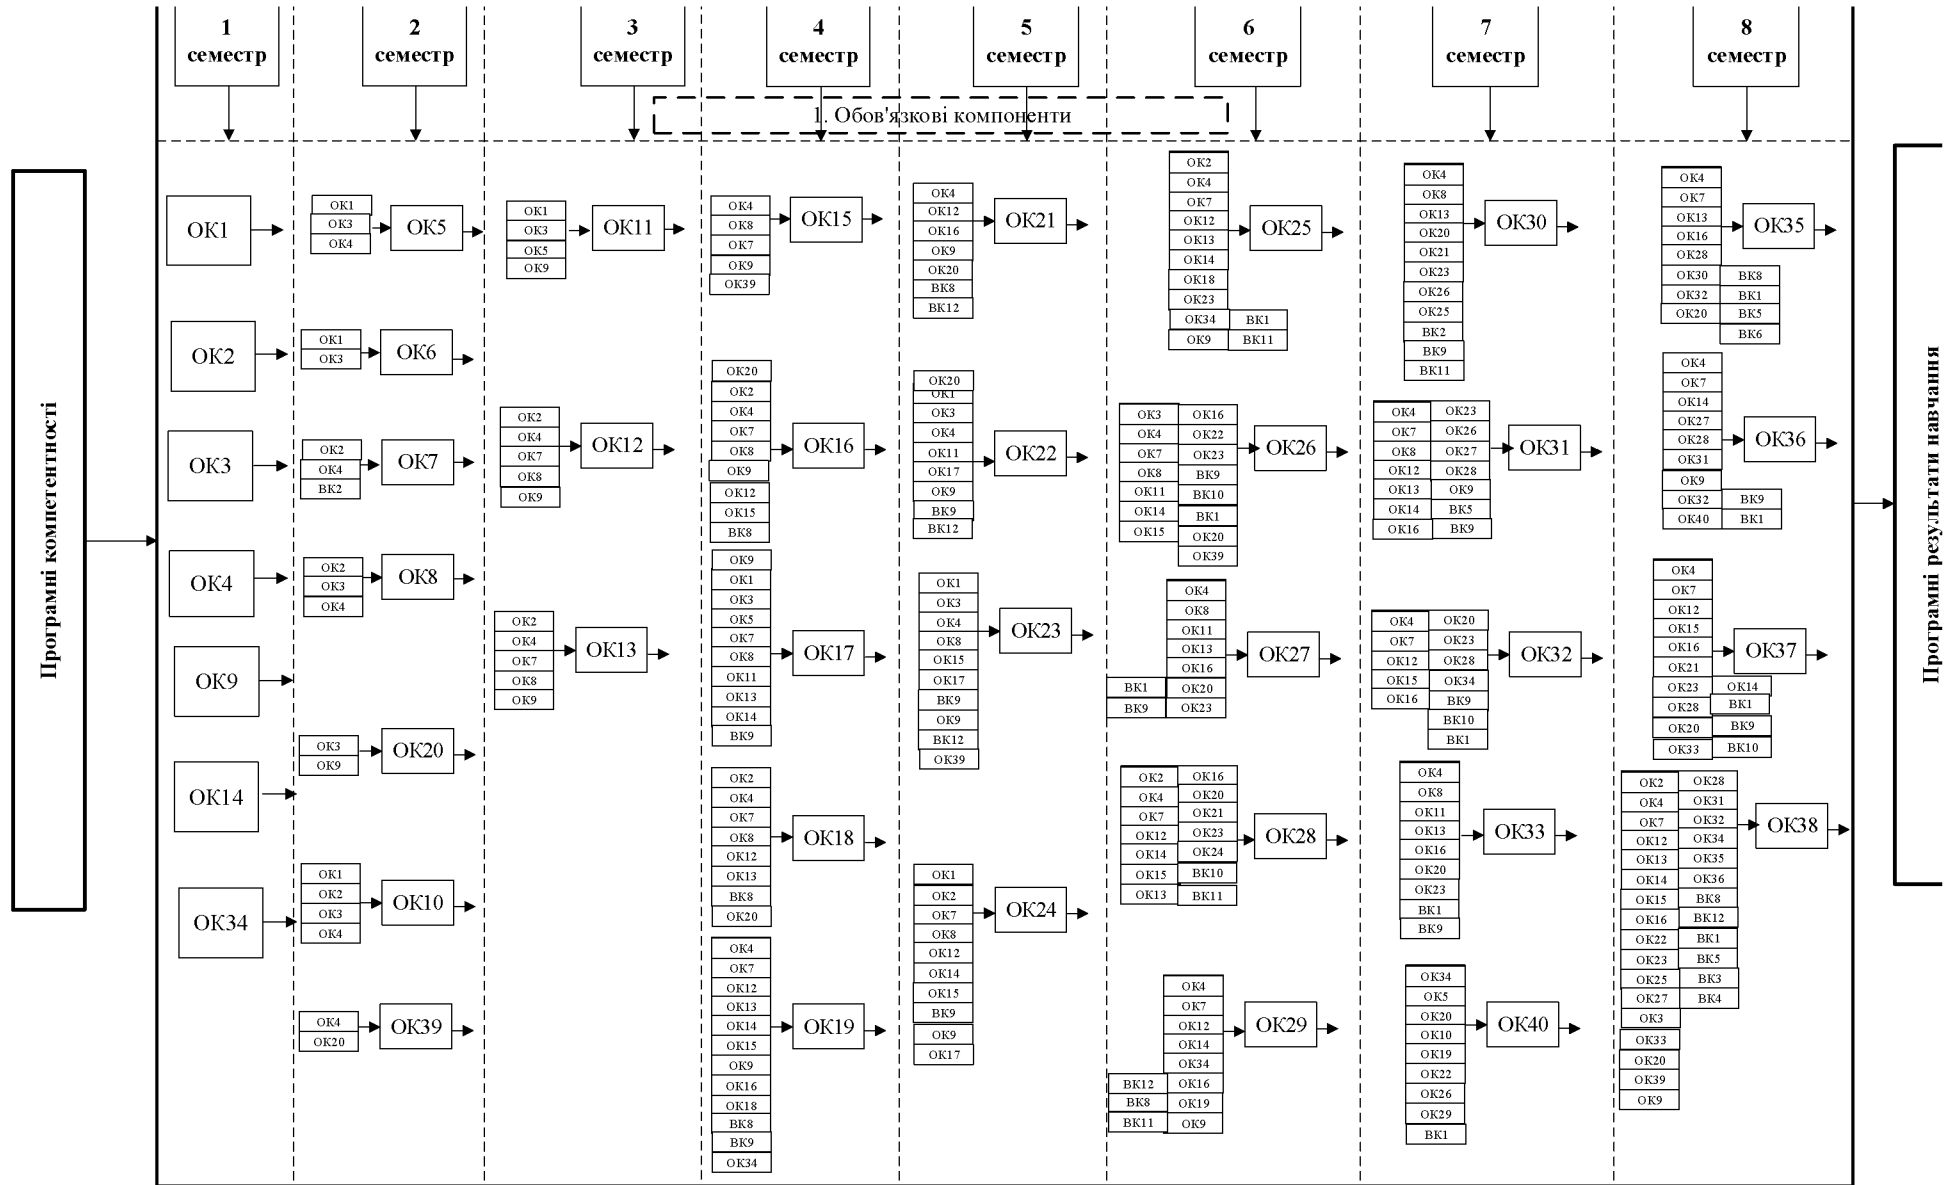 1
семестр
2
семестр
3
семестр
4
семестр
5
семестр
6
семестр
7
семестр
8
семестр
1. Обов'язкові компоненти
Програмні компетентності
ОК1
ОК2
ОК3
ОК4
ОК9
ОК14
ОК34
ОК1
ОК3
ОК4
ОК5
ОК1
ОК3
ОК6
ОК2
ОК4
ВК2
ОК7
ОК2
ОК3
ОК4
ОК8
ОК3
ОК9
ОК20
ОК1
ОК2
ОК3
ОК4
ОК10
ОК4
ОК20
ОК39
ОК1
ОК3
ОК5
ОК9
ОК11
ОК2
ОК4
ОК7
ОК8
ОК9
ОК12
ОК2
ОК4
ОК7
ОК8
ОК9
ОК13
ОК4
ОК8
ОК7
ОК9
ОК39
ОК15
ОК20
ОК2
ОК4
ОК7
ОК8
ОК9
ОК12
ОК15
ВК8
ОК16
ОК9
ОК1
ОК3
ОК5
ОК7
ОК8
ОК11
ОК13
ОК14
ВК9
ОК17
ОК2
ОК4
ОК7
ОК8
ОК12
ОК13
ВК8
ОК20
ОК18
ОК4
ОК7
ОК12
ОК13
ОК14
ОК15
ОК9
ОК16
ОК18
ВК8
ВК9
ОК34
ОК19
ОК4
ОК12
ОК16
ОК9
ОК20
ВК8
ВК12
ОК21
ОК20
ОК1
ОК3
ОК4
ОК11
ОК17
ОК9
ВК9
ВК12
ОК22
ОК1
ОК3
ОК4
ОК8
ОК15
ОК17
ВК9
ОК9
ВК12
ОК39
ОК23
ОК1
ОК2
ОК7
ОК8
ОК12
ОК14
ОК15
ВК9
ОК9
ОК17
ОК24
ОК2
ОК4
ОК7
ОК12
ОК13
ОК14
ОК18
ОК23
ОК34 ВК1
ОК9 ВК11
ОК25
ОК3 ОК16
ОК4 ОК22
ОК7 ОК23
ОК8 ВК9
ОК11 ВК10
ОК14 ВК1
ОК15 ОК20
ОК39
ОК26
ОК4
ОК8
ОК11
ОК13
ОК16
ВК1 ОК20
ВК9 ОК23
ОК27
ОК2 ОК16
ОК4 ОК20
ОК7 ОК21
ОК12 ОК23
ОК14 ОК24
ОК15 ВК10
ОК13 ВК11
ОК28
ОК4
ОК7
ОК12
ОК14
ОК34
ВК12 ОК16
ВК8 ОК19
ВК11 ОК9
ОК29
ОК4
ОК8
ОК13
ОК20
ОК21
ОК23
ОК26
ОК25
ВК2
ВК9
ВК11
ОК30
ОК4 ОК23
ОК7 ОК26
ОК8 ОК27
ОК12 ОК28
ОК13 ОК9
ОК14 ВК5
ОК16 ВК9
ОК31
ОК4 ОК20
ОК7 ОК23
ОК12 ОК28
ОК15 ОК34
ОК16 ВК9
ВК10
ВК1
ОК32
ОК4
ОК8
ОК11
ОК13
ОК16
ОК20
ОК23
ВК1
ВК9
ОК33
ОК34
ОК5
ОК20
ОК10
ОК19
ОК22
ОК26
ОК29
ВК1
ОК40
ОК4
ОК7
ОК13
ОК16
ОК28
ОК30 ВК8
ОК32 ВК1
ОК20 ВК5
ВК6
ОК35
ОК4
ОК7
ОК14
ОК27
ОК28
ОК31
ОК9
ОК32 ВК9
ОК40 ВК1
ОК36
ОК4
ОК7
ОК12
ОК15
ОК16
ОК21
ОК23 ОК14
ОК28 ВК1
ОК20 ВК9
ОК33 ВК10
ОК37
ОК2 ОК28
ОК4 ОК31
ОК7 ОК32
ОК12 ОК34
ОК13 ОК35
ОК14 ОК36
ОК15 ВК8
ОК16 ВК12
ОК22 ВК1
ОК23 ВК5
ОК25 ВК3
ОК27 ВК4
ОК3
ОК33
ОК20
ОК39
ОК9
ОК38
Програмні результати навчання